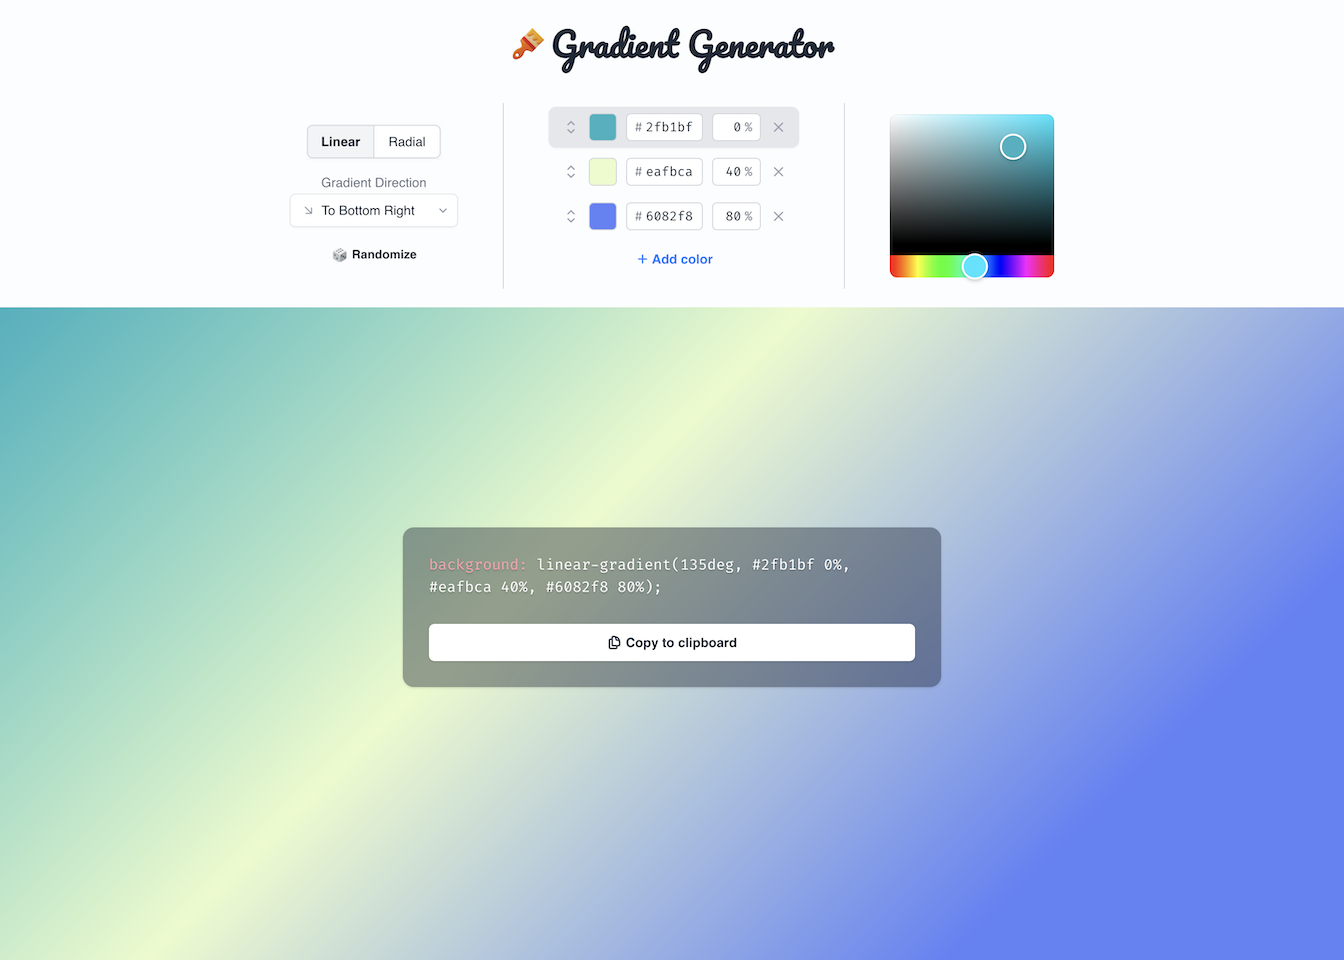 Gradient Generator
Linear Radial
Gradient Direction
To Bottom Right
Randomize
# 2fb1bf 0 %
# eafbca 40 %
# 6082f8 80 %
+ Add color
background: linear-gradient(135deg, #2fb1bf 0%,
#eafbca 40%, #6082f8 80%);
Copy to clipboard